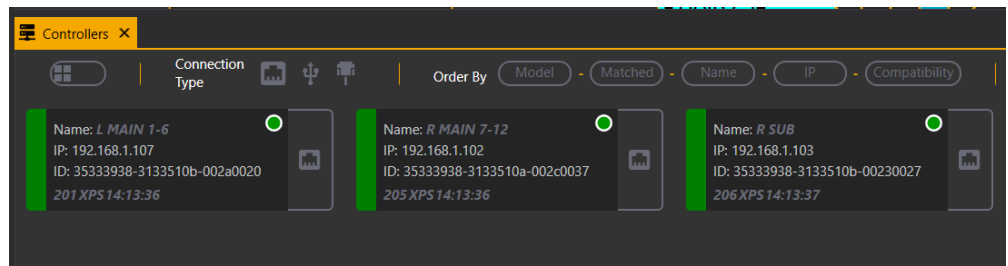 Controllers
Connection
Type
Order By Model - Matched - Name - IP - Compatibility
Name: L MAIN 1-6
IP: 192.168.1.107
ID: 35333938-3133510b-002a0020
201 XPS 14:13:36
Name: R MAIN 7-12
IP: 192.168.1.102
ID: 35333938-3133510a-002c0037
205 XPS 14:13:36
Name: R SUB
IP: 192.168.1.103
ID: 35333938-3133510b-00230027
206 XPS 14:13:37